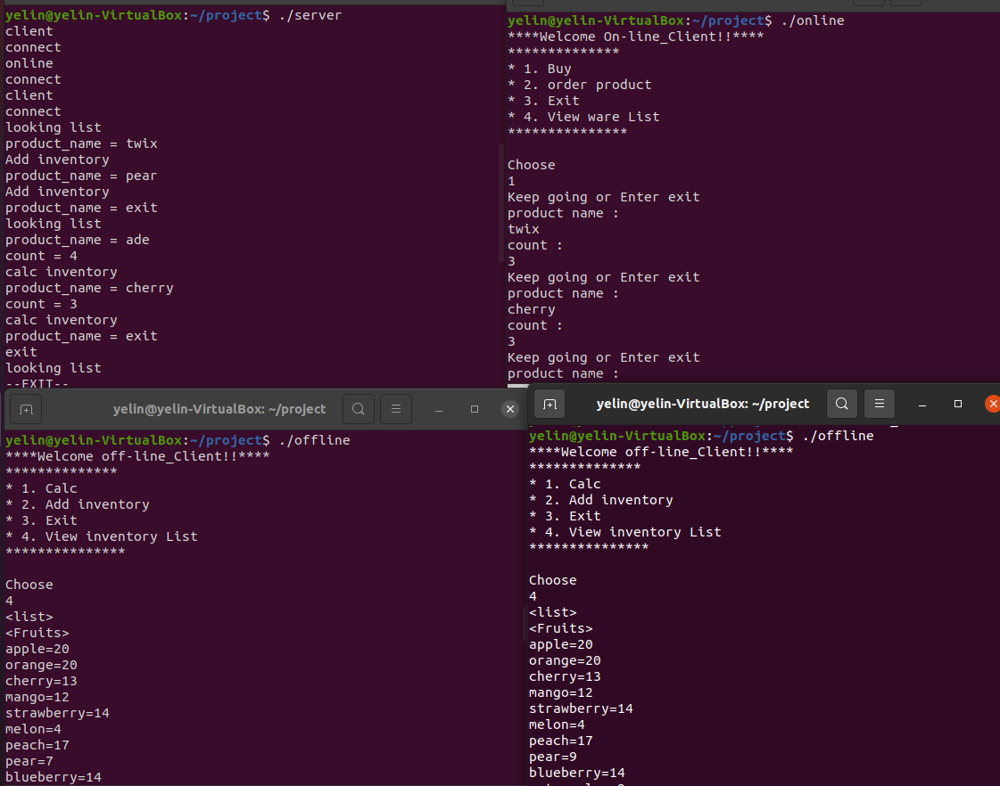 yelin@yelin-VirtualBox:~/project$ ./server
client
connect
online
connect
client
connect
looking list
product_name = twix
Add inventory
product_name = pear
Add inventory
product_name = exit
looking list
product_name = ade
count = 4
calc inventory
product_name = cherry
count = 3
calc inventory
product_name = exit
exit
looking list
--EXIT--
yelin@yelin-VirtualBox:~/project$ ./online
****Welcome On-line_Client!!****
**************
* 1. Buy
* 2. order product
* 3. Exit
* 4. View ware List
***************
Choose
1
Keep going or Enter exit
product name :
twix
count :
3
Keep going or Enter exit
product name :
cherry
count :
3
Keep going or Enter exit
product name :
yelin@yelin-VirtualBox: ~/project
yelin@yelin-VirtualBox:~/project$ ./offline
****Welcome off-line_Client!!****
**************
* 1. Calc
* 2. Add inventory
* 3. Exit
* 4. View inventory List
***************
Choose
4
<list>
<Fruits>
apple=20
orange=20
cherry=13
mango=12
strawberry=14
melon=4
peach=17
pear=7
blueberry=14
yelin@yelin-VirtualBox: ~/project
yelin@yelin-VirtualBox:~/project$ ./offline
****Welcome off-line_Client!!****
**************
* 1. Calc
* 2. Add inventory
* 3. Exit
* 4. View inventory List
***************
Choose
4
<list>
<Fruits>
apple=20
orange=20
cherry=13
mango=12
strawberry=14
melon=4
peach=17
pear=9
blueberry=14